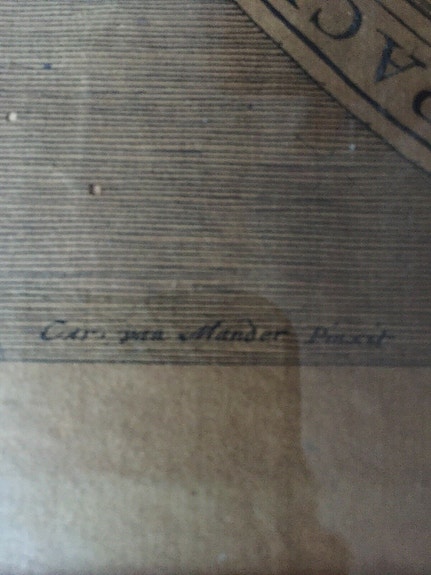 Car. van Mander Pinxit